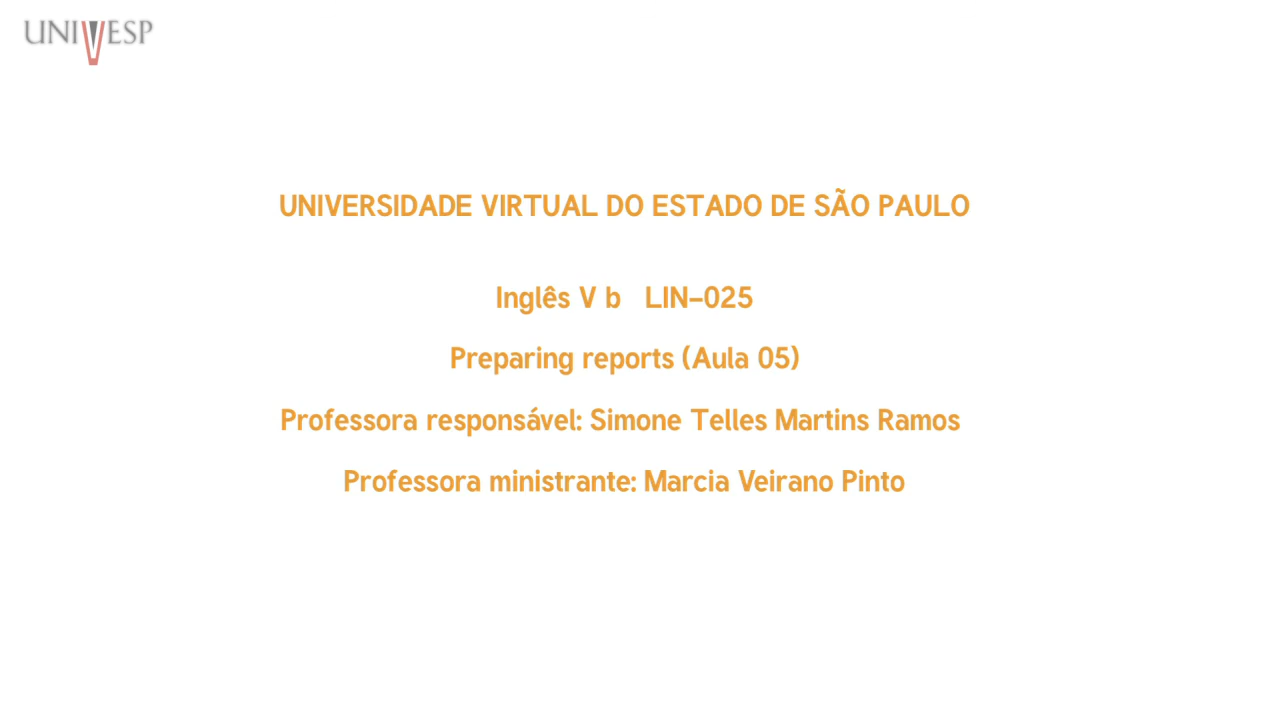 UNIVESP
UNIVERSIDADE VIRTUAL DO ESTADO DE SÃO PAULO
Inglês V b LIN-025
Preparing reports (Aula 05)
Professora responsável: Simone Telles Martins Ramos
Professora ministrante: Marcia Veirano Pinto